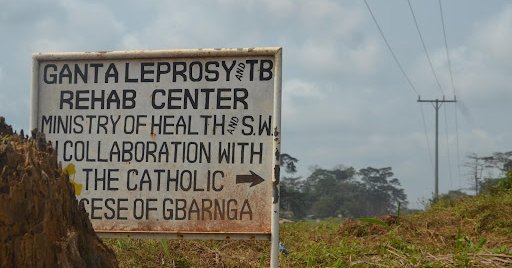 GANTA LEPROSY AND TB
REHAB CENTER
MINISTRY OF HEALTH AND S.W.
COLLABORATION WITH
THE CATHOLIC
OF GBARNGA